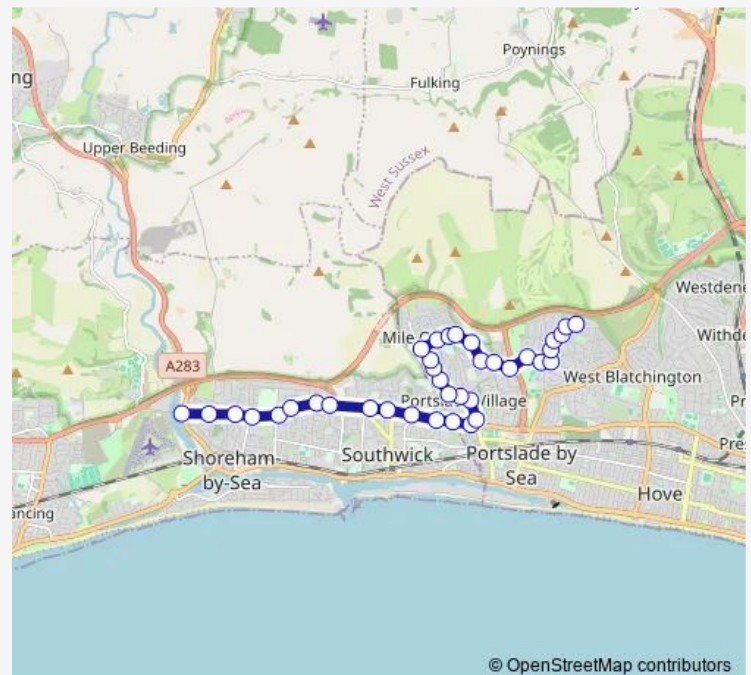 Poynings
Fulking
ng
Upper Beeding
West Sussex
Westdene
Mile O
Withde
A283
West Blatchington
Portslade Village
Pr
Pre
Shoreham-
by-Sea
Southwick
Portslade by
Sea
Hove
ancing
© OpenStreetMap contributors